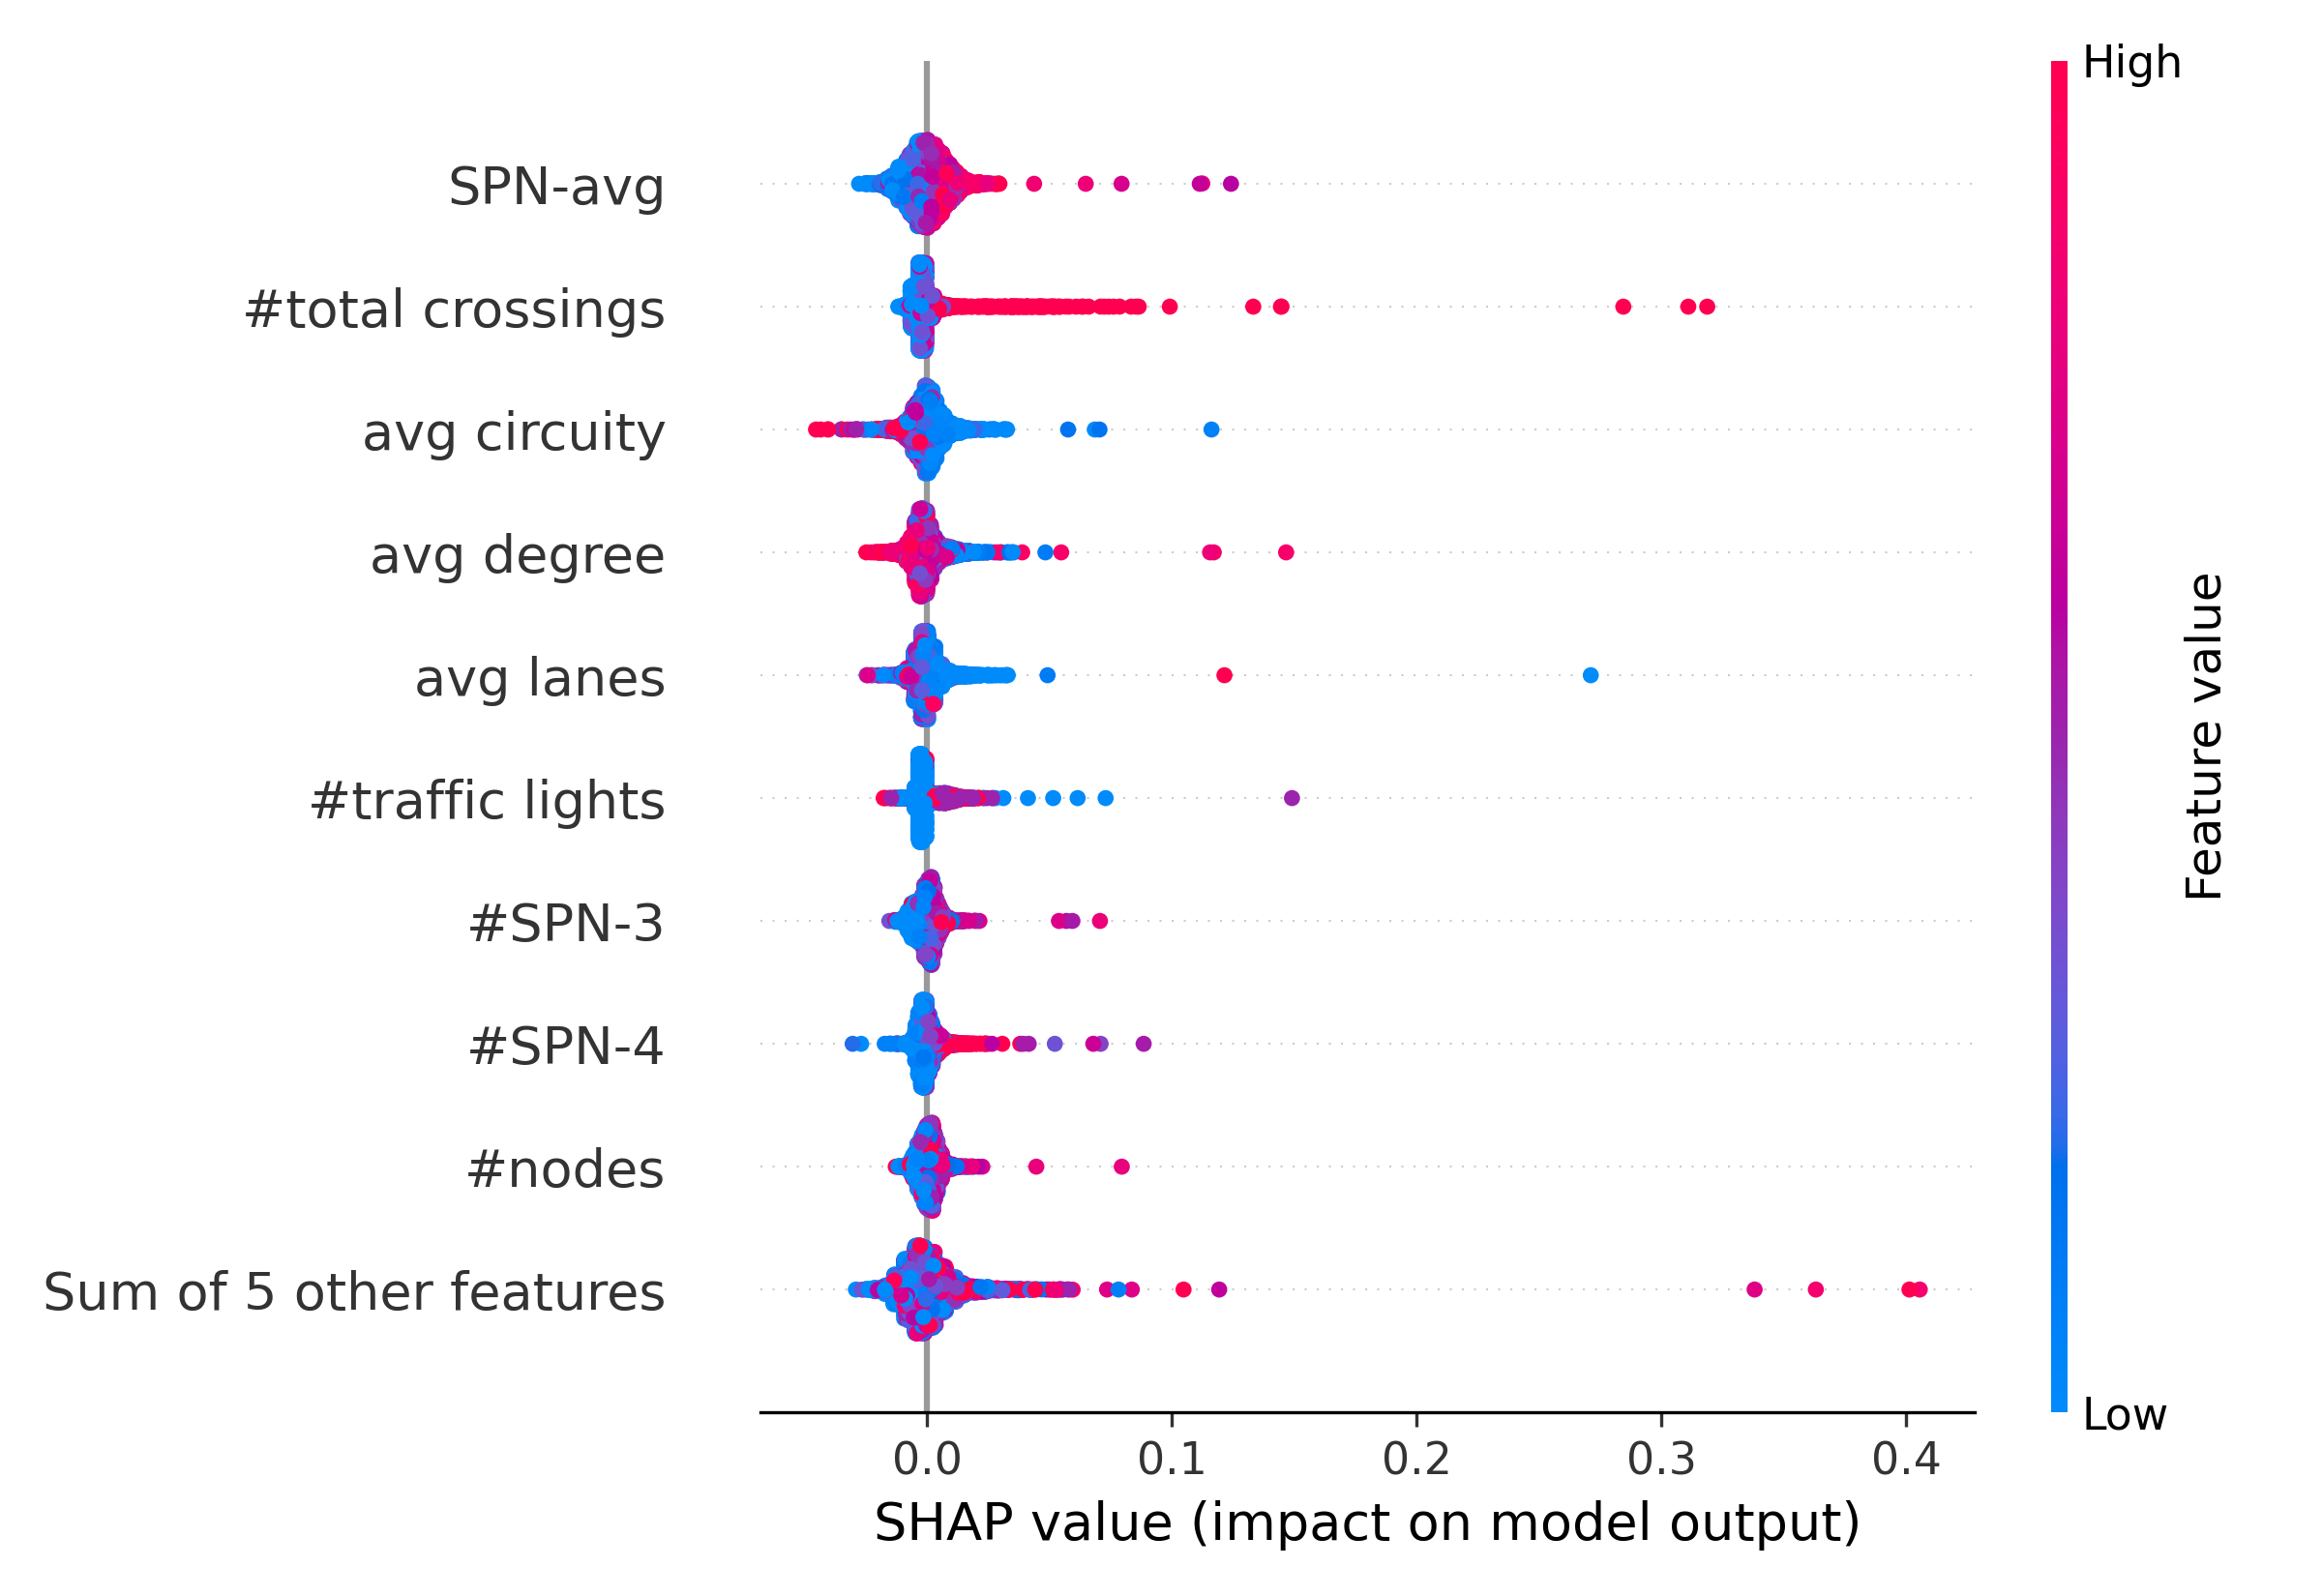 High
SPN-avg
#total crossings
avg circuity
avg degree
avg lanes
#traffic lights
#SPN-3
#SPN-4
#nodes
Sum of 5 other features
Feature value
Low
0.0 0.1 0.2 0.3 0.4
SHAP value (impact on model output)